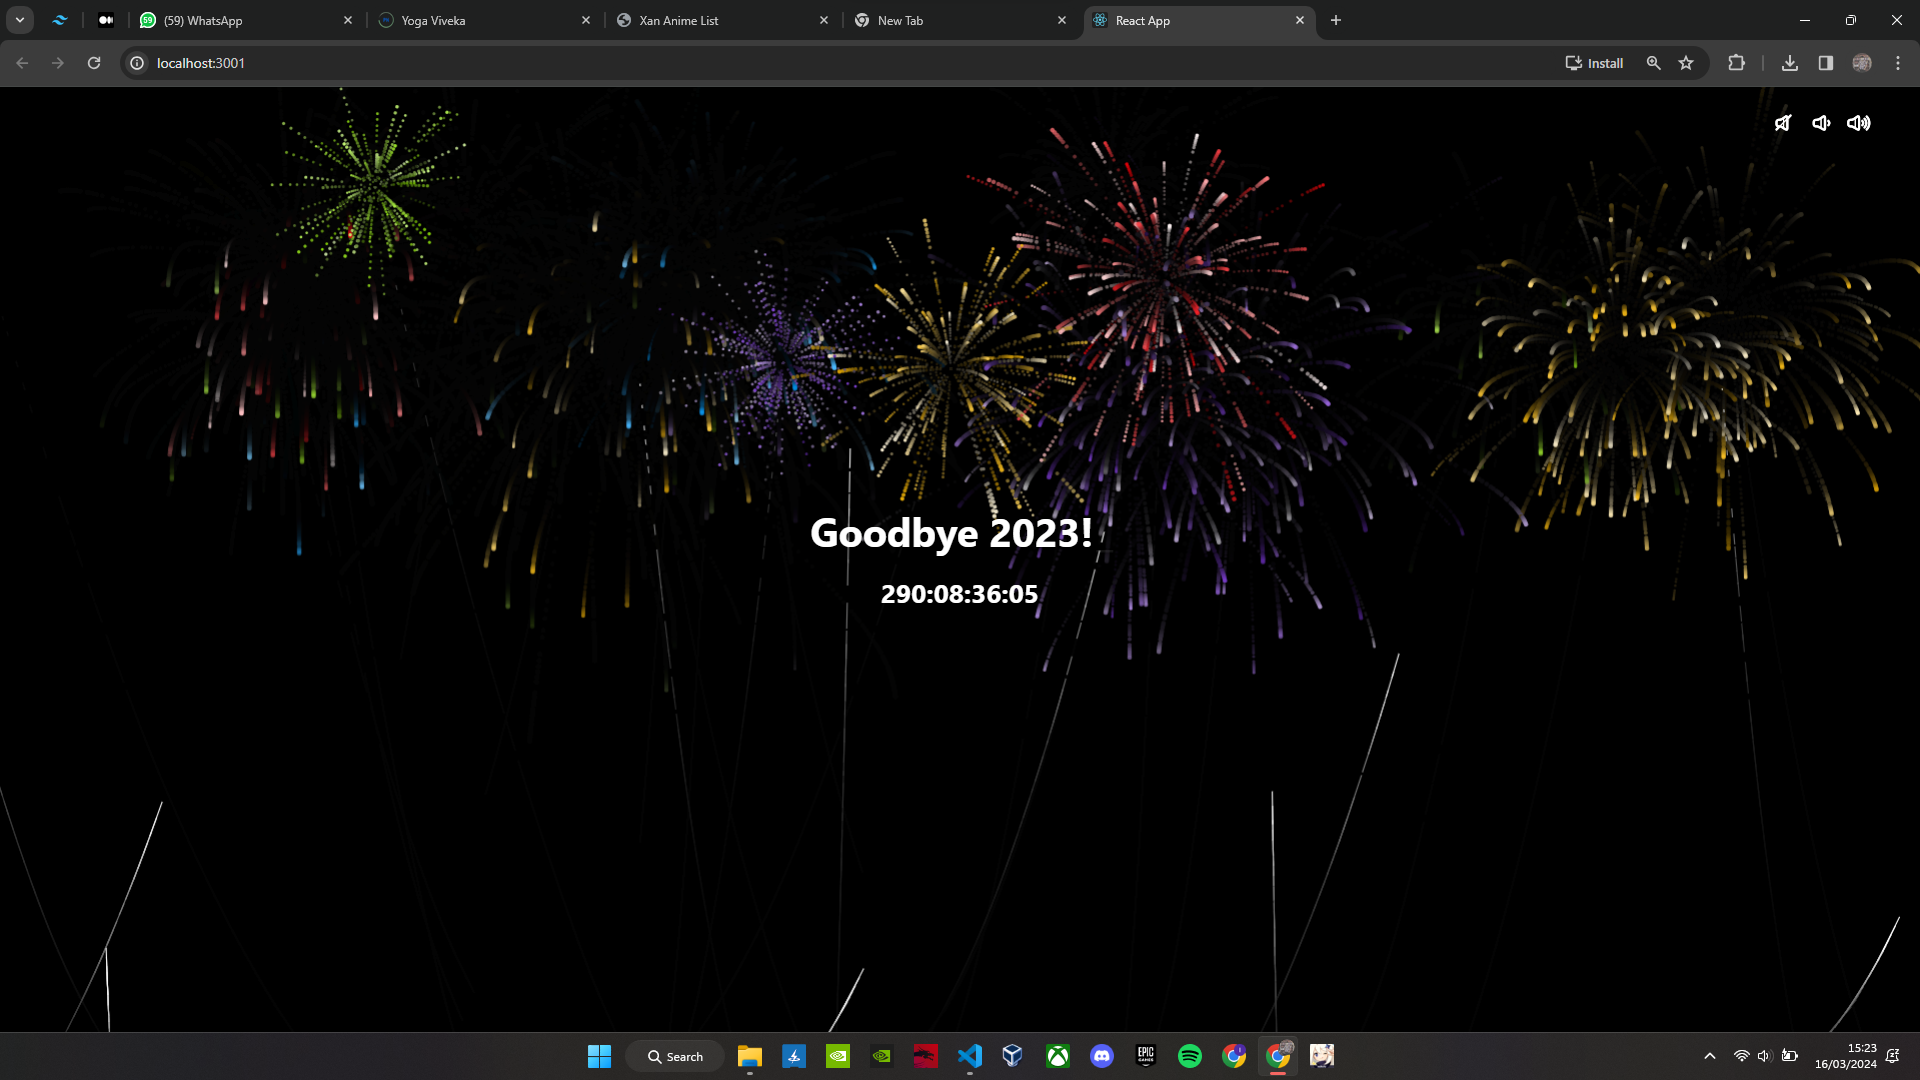 (59) WhatsApp
Yoga Viveka
Xan Anime List
New Tab
React App
localhost:3001
Install
Goodbye 2023!
290:08:36:05
Search
EPIC
GAMES
15:23
16/03/2024